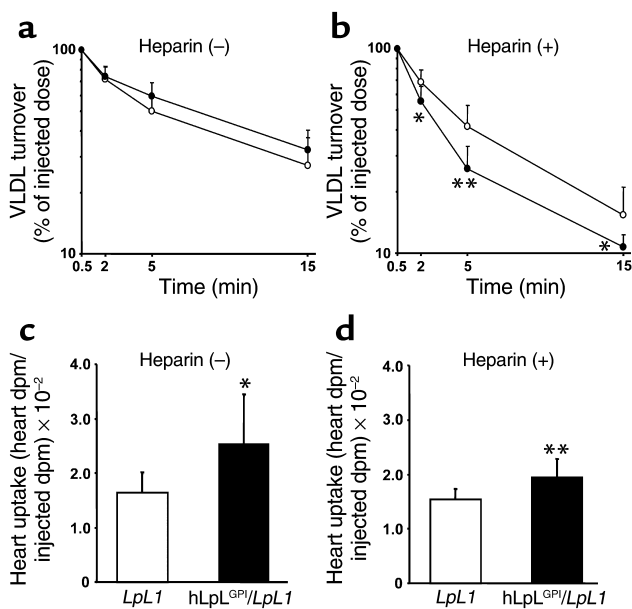 a
Heparin (–)
100
10
VLDL turnover
(% of injected dose)
0.5 2 5 15
Time (min)
*
**
*
b
Heparin (+)
100
10
VLDL turnover
(% of injected dose)
0.5 2 5 15
Time (min)
c
Heparin (–)
*
4.0
3.0
2.0
1.0
0
Heart uptake (heart dpm/
injected dpm) × 10⁻²
LpL1 hLpLᴳᴾᴵ/LpL1
d
Heparin (+)
**
4.0
3.0
2.0
1.0
0
Heart uptake (heart dpm/
injected dpm) × 10⁻²
LpL1 hLpLᴳᴾᴵ/LpL1